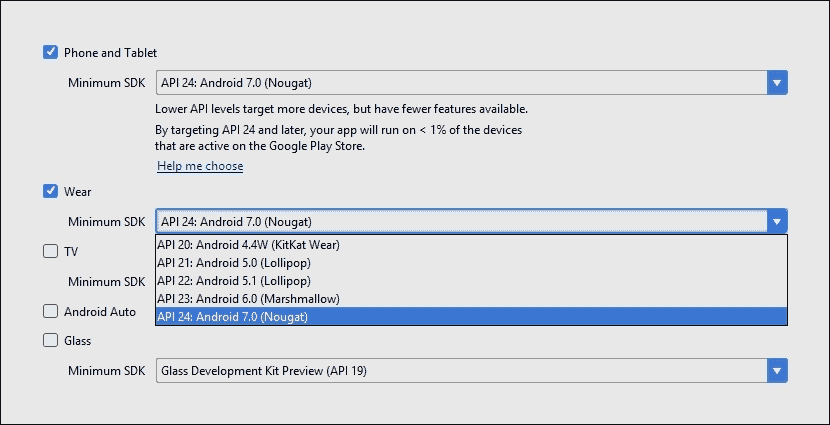 Phone and Tablet
Minimum SDK API 24: Android 7.0 (Nougat)
Lower API levels target more devices, but have fewer features available.
By targeting API 24 and later, your app will run on < 1% of the devices
that are active on the Google Play Store.
Help me choose
Wear
Minimum SDK API 24: Android 7.0 (Nougat)
API 20: Android 4.4W (KitKat Wear)
TV
API 21: Android 5.0 (Lollipop)
Minimum SDK API 22: Android 5.1 (Lollipop)
API 23: Android 6.0 (Marshmallow)
Android Auto
API 24: Android 7.0 (Nougat)
Glass
Minimum SDK Glass Development Kit Preview (API 19)